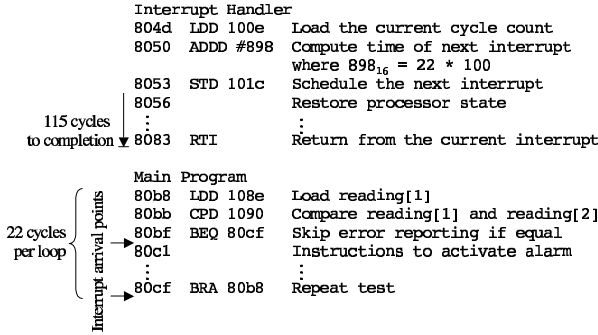 Interrupt Handler
804d LDD 100e Load the current cycle count
8050 ADDD #898 Compute time of next interrupt
where 898₁₆ = 22 * 100
8053 STD 101c Schedule the next interrupt
8056 Restore processor state
115 cycles
to completion
⋮ ⋮
8083 RTI Return from the current interrupt
Main Program
80b8 LDD 108e Load reading[1]
80bb CPD 1090 Compare reading[1] and reading[2]
80bf BEQ 80cf Skip error reporting if equal
80c1 Instructions to activate alarm
⋮ ⋮
80cf BRA 80b8 Repeat test
22 cycles
per loop
Interrupt arrival points